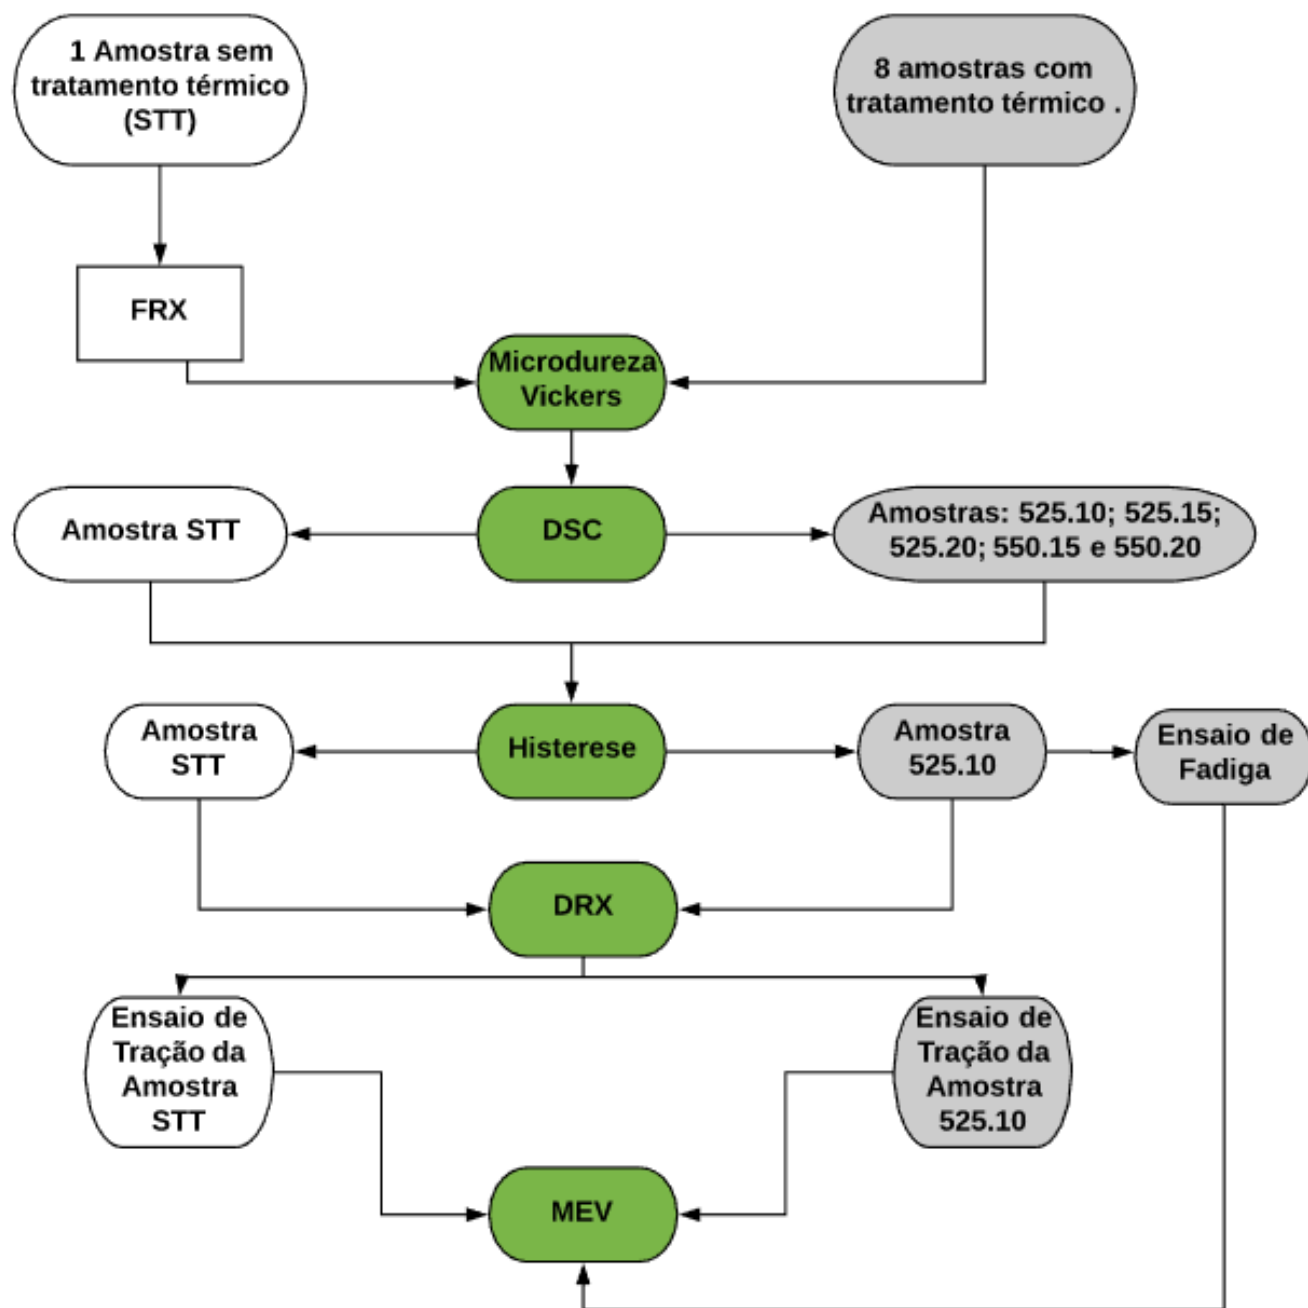 1 Amostra sem
tratamento térmico
(STT)
8 amostras com
tratamento térmico .
FRX
Microdureza
Vickers
Amostra STT
DSC
Amostras: 525.10; 525.15;
525.20; 550.15 e 550.20
Amostra
STT
Histerese
Amostra
525.10
Ensaio de
Fadiga
DRX
Ensaio de
Tração da
Amostra
STT
Ensaio de
Tração da
Amostra
525.10
MEV